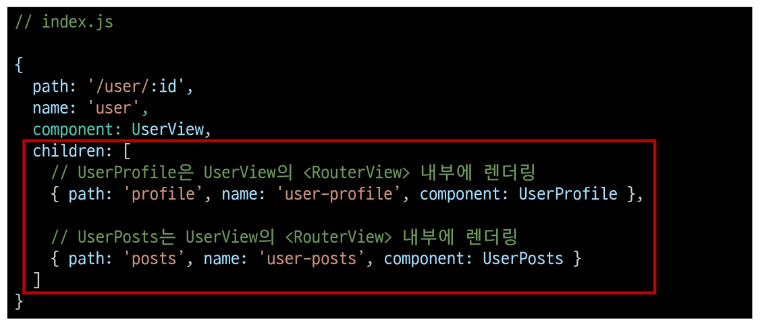 // index.js
{
path: '/user/:id',
name: 'user',
component: UserView,
children: [
// UserProfile은 UserView의 <RouterView> 내부에 렌더링
{ path: 'profile’, name: 'user-profile’, component: UserProfile },
// UserPosts는 UserView의 <RouterView> 내부에 렌더링
{ path: 'posts’, name: 'user-posts’, component: UserPosts }
]
}